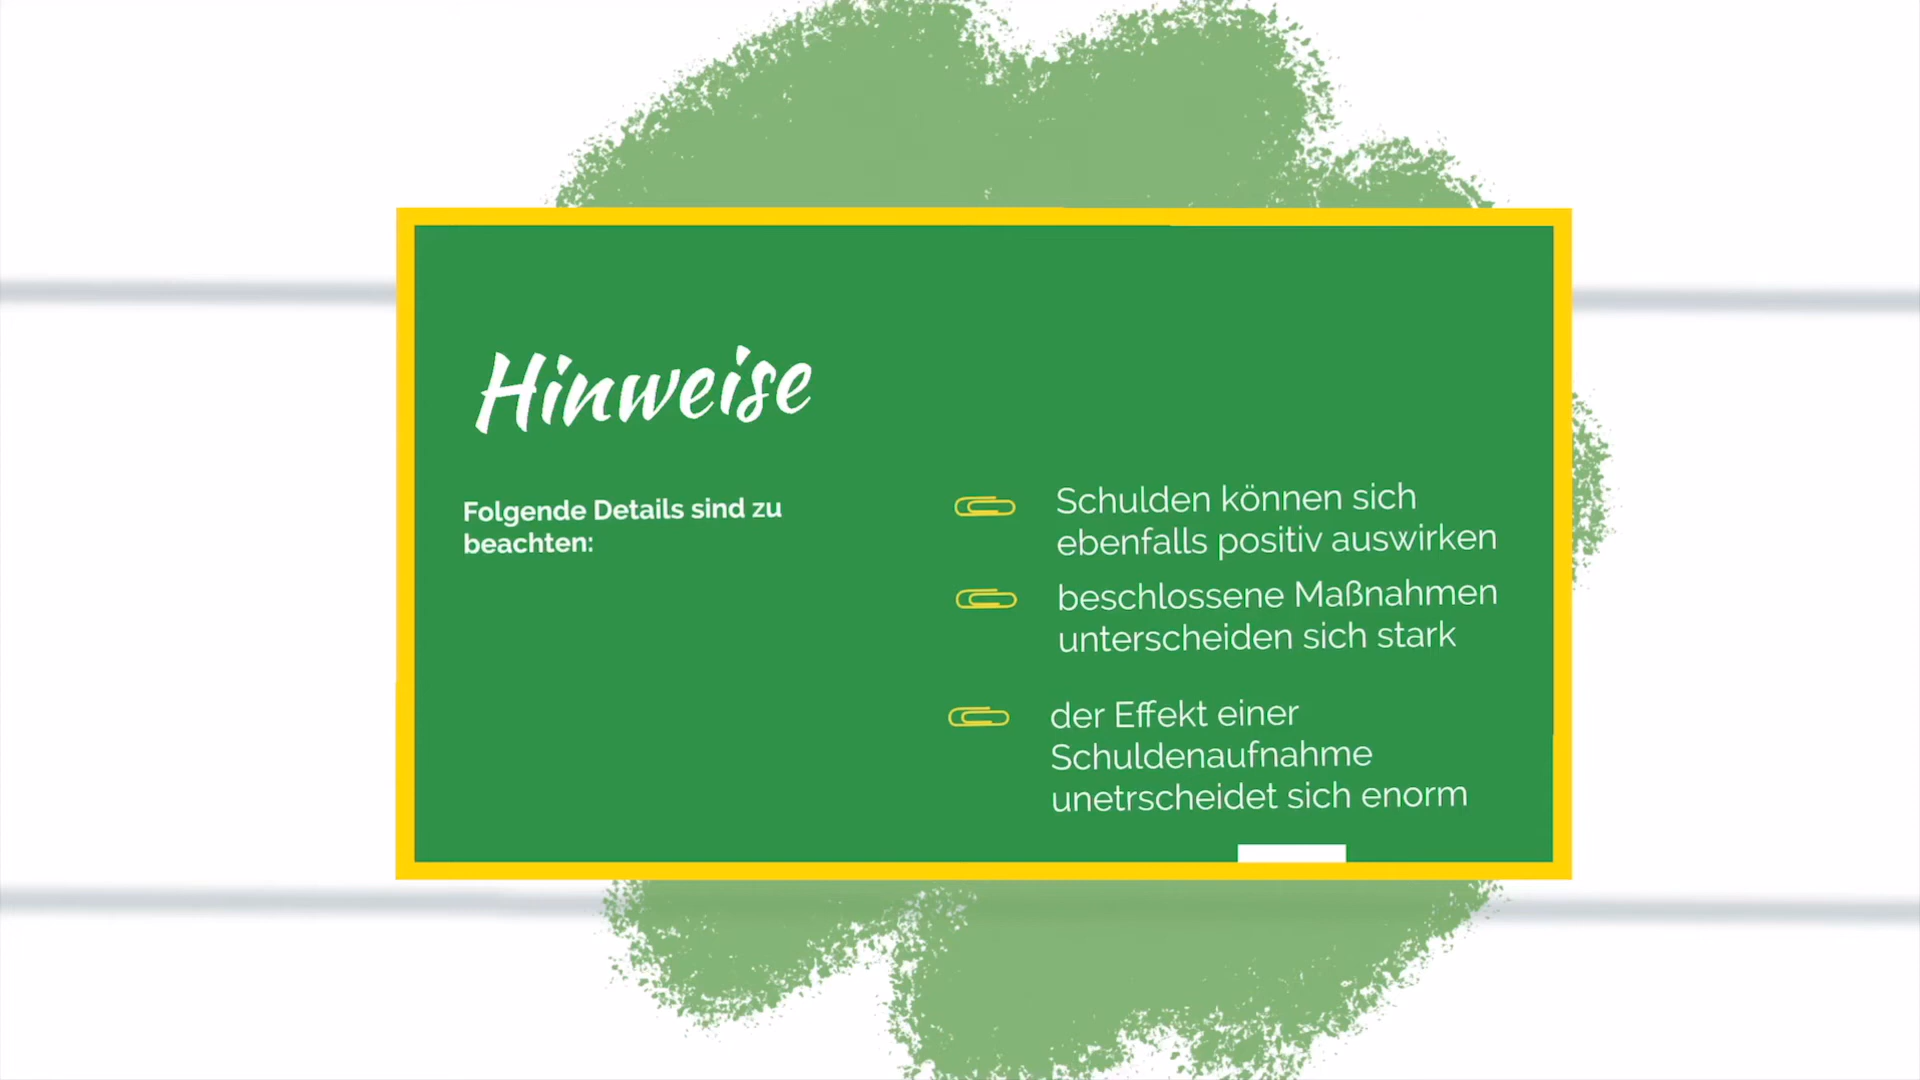 Hinweise
Folgende Details sind zu
beachten:
Schulden können sich
ebenfalls positiv auswirken
beschlossene Maßnahmen
unterscheiden sich stark
der Effekt einer
Schuldenaufnahme
unetrscheidet sich enorm